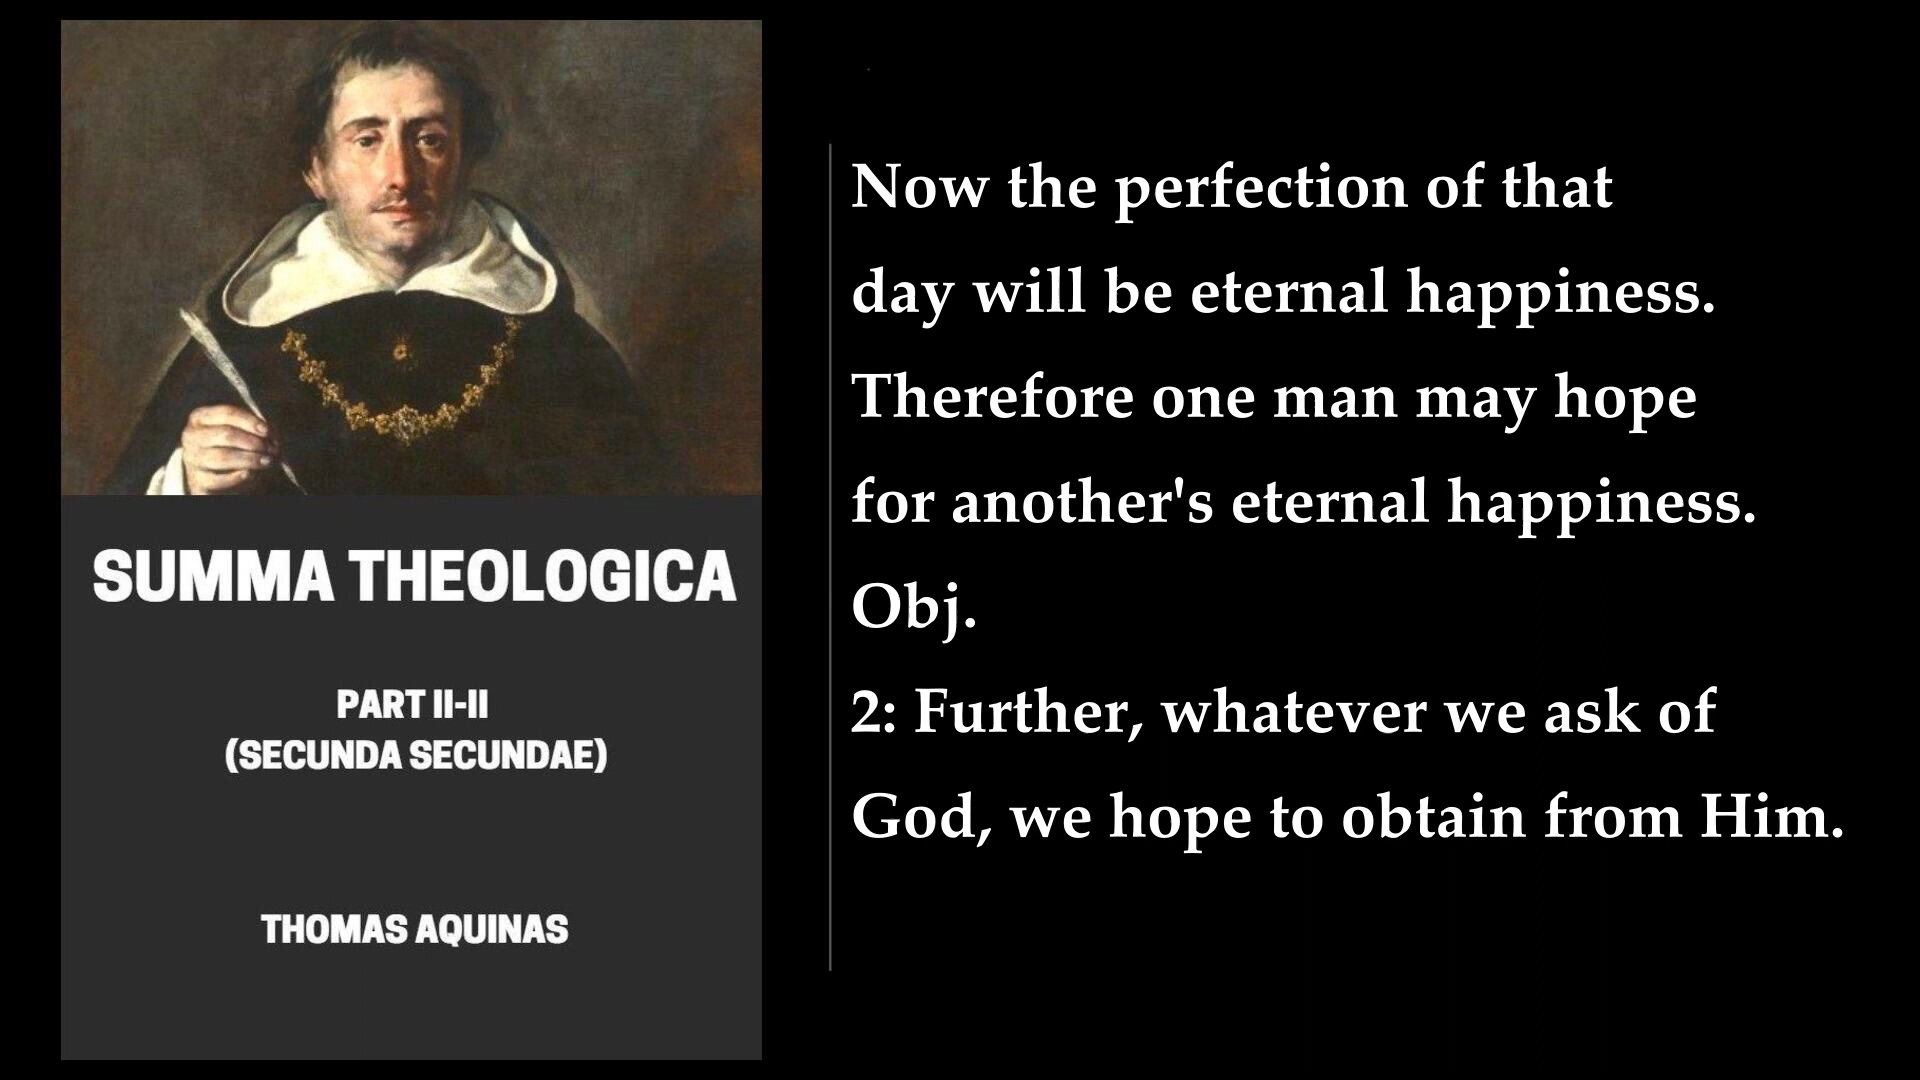 SUMMA THEOLOGICA
PART II-II
(SECUNDA SECUNDAE)
THOMAS AQUINAS
Now the perfection of that
day will be eternal happiness.
Therefore one man may hope
for another's eternal happiness.
Obj.
2: Further, whatever we ask of
God, we hope to obtain from Him.